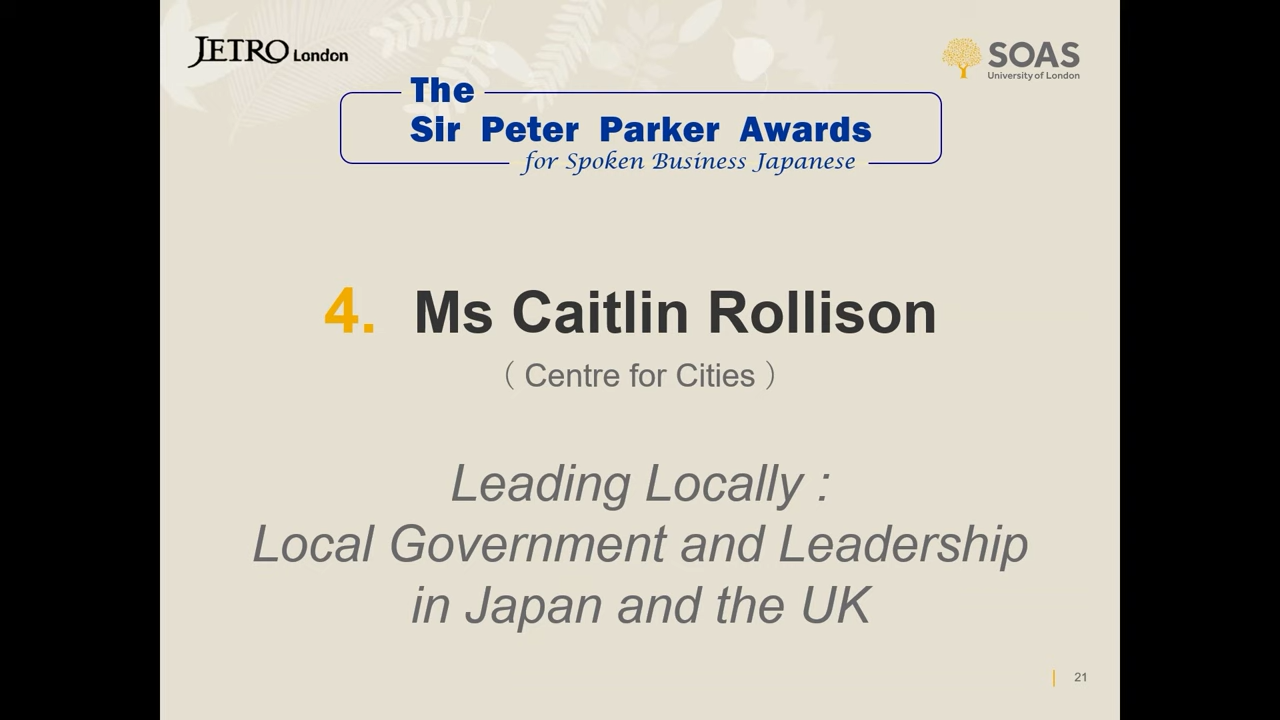 JETRO London
SOAS
University of London
The
Sir Peter Parker Awards
for Spoken Business Japanese
4. Ms Caitlin Rollison
（ Centre for Cities ）
Leading Locally :
Local Government and Leadership
in Japan and the UK
21